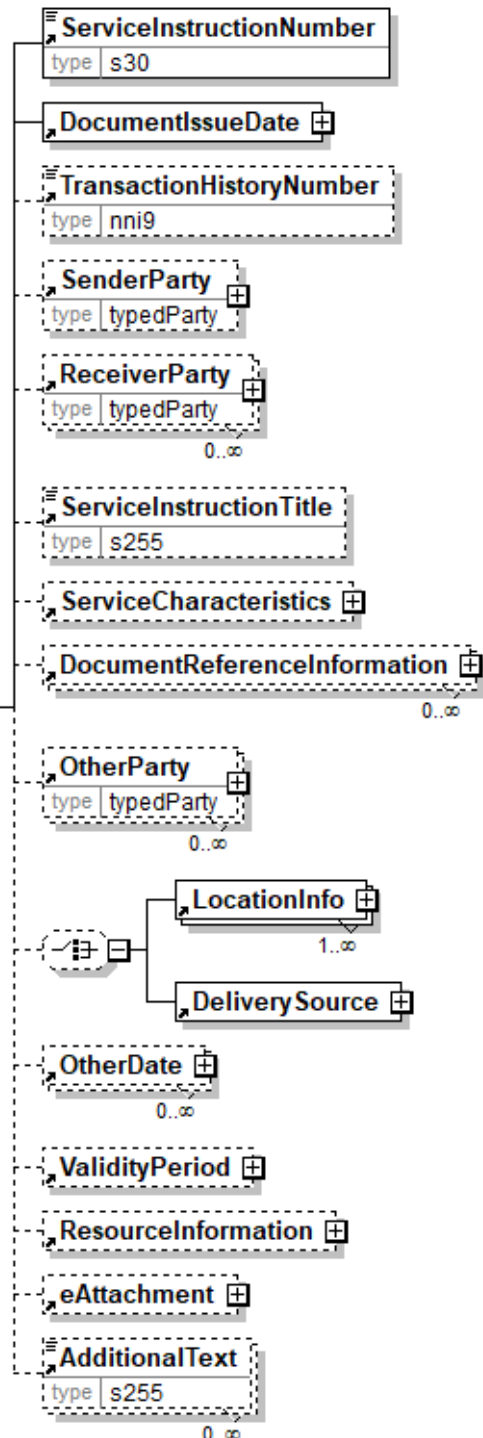 ServiceInstructionNumber
type s30
DocumentIssueDate
TransactionHistoryNumber
type nni9
SenderParty
type typedParty
ReceiverParty
type typedParty
0..∞
ServiceInstructionTitle
type s255
ServiceCharacteristics
DocumentReferenceInformation
0..∞
OtherParty
type typedParty
0..∞
LocationInfo
1..∞
DeliverySource
OtherDate
0..∞
ValidityPeriod
ResourceInformation
eAttachment
AdditionalText
type s255
0..∞